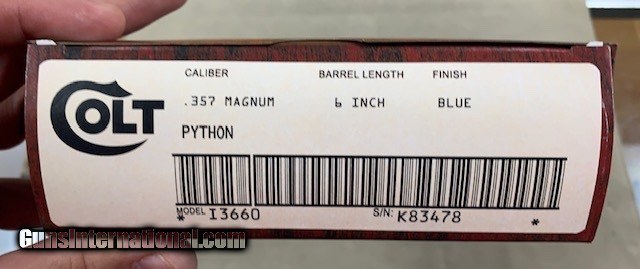 COLT
CALIBER BARREL LENGTH FINISH
.357 MAGNUM 6 INCH BLUE
PYTHON
MODEL I3660 S/N: K83478
* *
GunsInternational.com